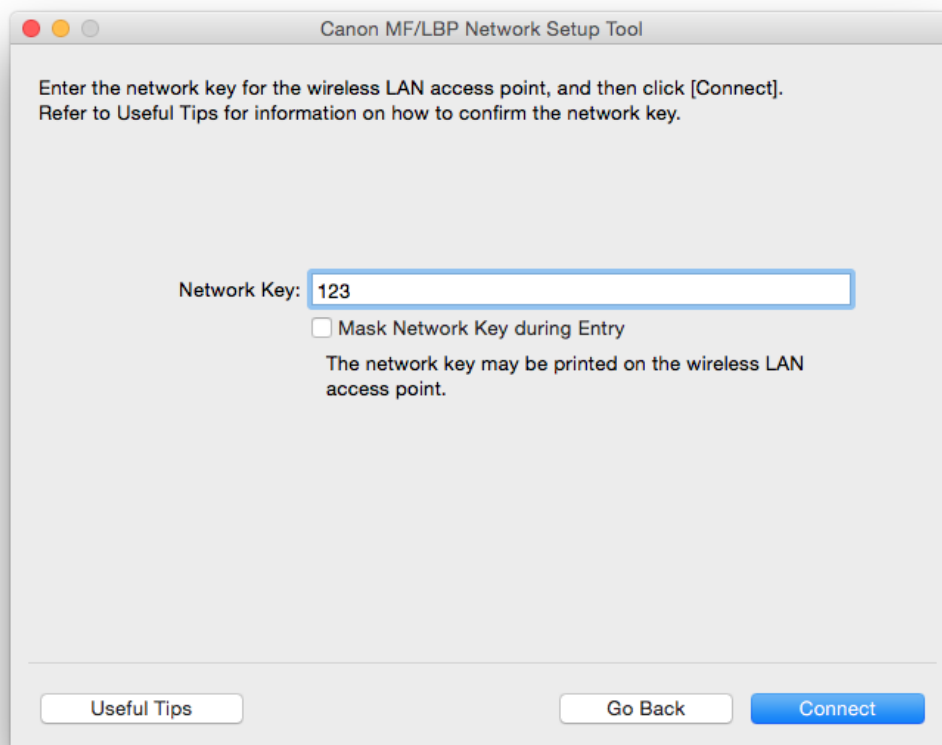 Canon MF/LBP Network Setup Tool
Enter the network key for the wireless LAN access point, and then click [Connect].
Refer to Useful Tips for information on how to confirm the network key.
Network Key: 123
Mask Network Key during Entry
The network key may be printed on the wireless LAN
access point.
Useful Tips Go Back Connect